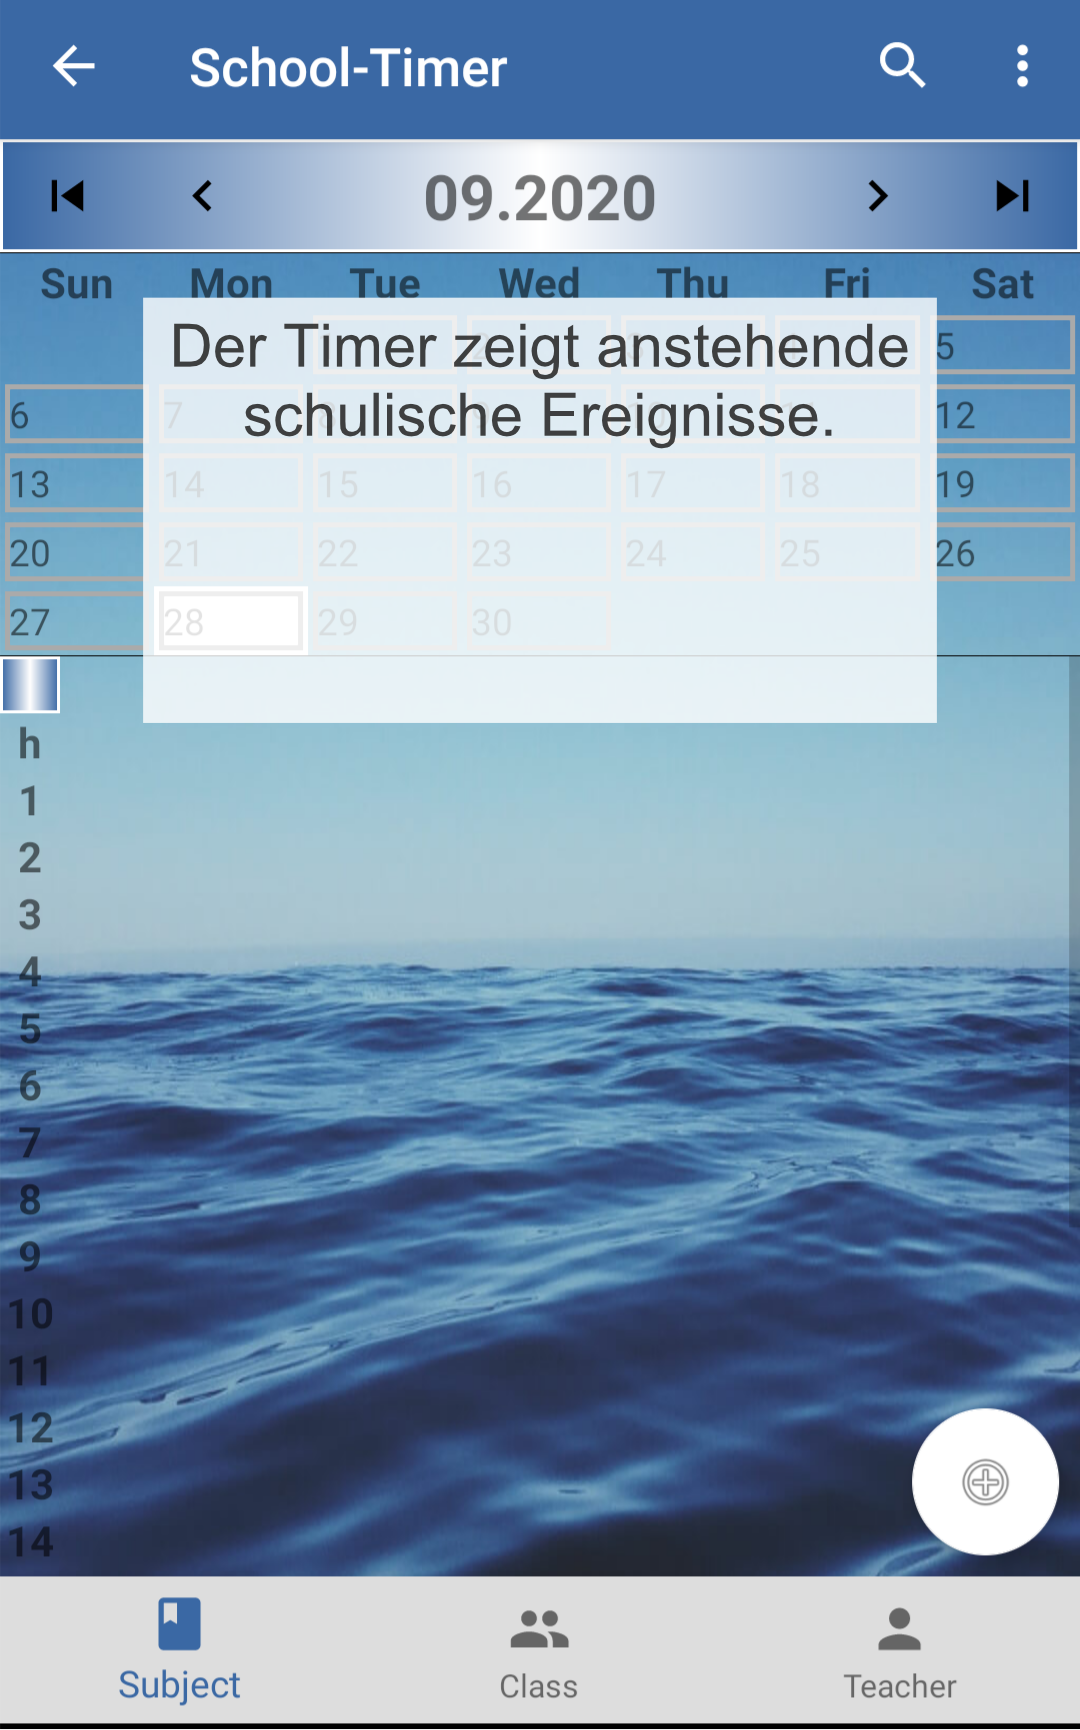 School-Timer
09.2020
Sun Mon Tue Wed Thu Fri Sat
Der Timer zeigt anstehende
schulische Ereignisse.
5
6 7 12
13 14 15 16 17 18 19
20 21 22 23 24 25 26
27 28 29 30
h
1
2
3
4
5
6
7
8
9
10
11
12
13
14
Subject Class Teacher